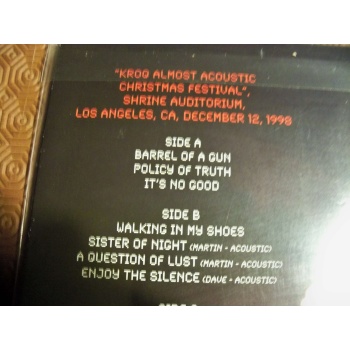 "KROQ ALMOST ACOUSTIC
CHRISTMAS FESTIVAL",
SHRINE AUDITORIUM,
LOS ANGELES, CA, DECEMBER 12, 1998
SIDE A
BARREL OF A GUN
POLICY OF TRUTH
IT'S NO GOOD
SIDE B
WALKING IN MY SHOES
SISTER OF NIGHT (MARTIN - ACOUSTIC)
A QUESTION OF LUST (MARTIN - ACOUSTIC)
ENJOY THE SILENCE (DAVE - ACOUSTIC)